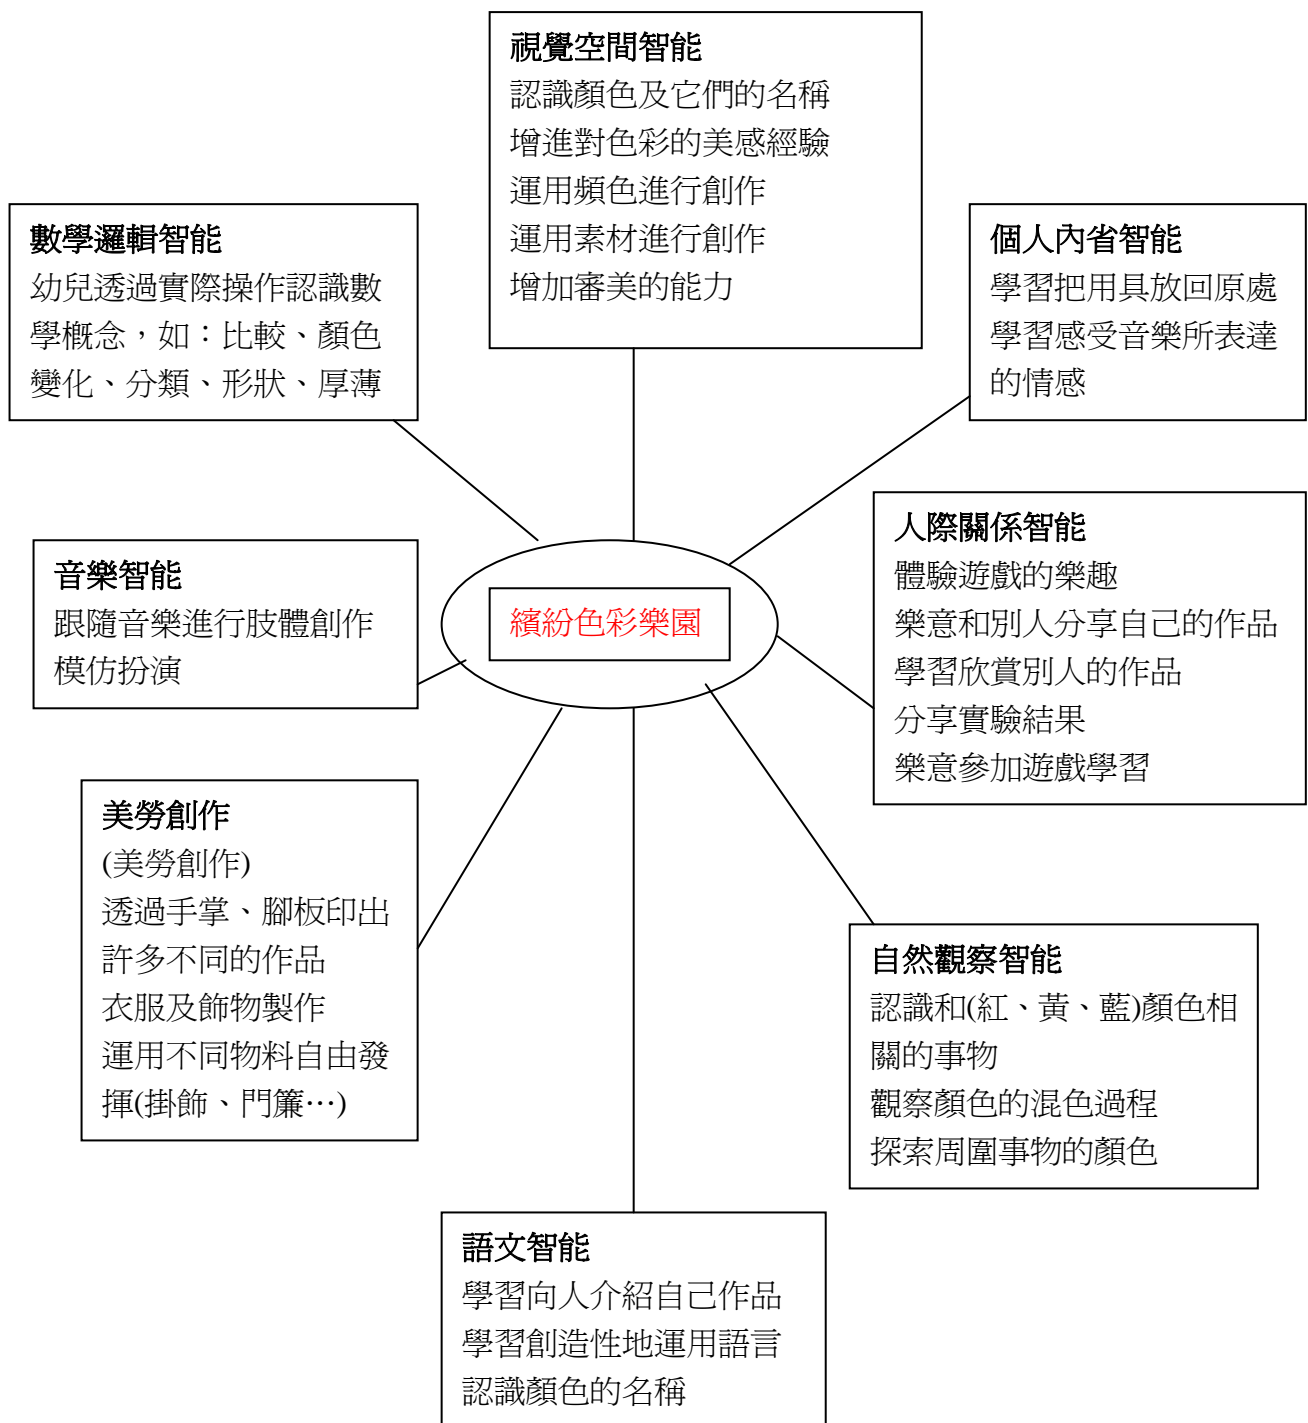 視覺空間智能
認識顏色及它們的名稱
增進對色彩的美感經驗
運用頻色進行創作
運用素材進行創作
增加審美的能力
數學邏輯智能
幼兒透過實際操作認識數
學概念，如：比較、顏色
變化、分類、形狀、厚薄
個人內省智能
學習把用具放回原處
學習感受音樂所表達
的情感
音樂智能
跟隨音樂進行肢體創作
模仿扮演
繽紛色彩樂園
人際關係智能
體驗遊戲的樂趣
樂意和別人分享自己的作品
學習欣賞別人的作品
分享實驗結果
樂意參加遊戲學習
美勞創作
(美勞創作)
透過手掌、腳板印出
許多不同的作品
衣服及飾物製作
運用不同物料自由發
揮(掛飾、門簾…)
自然觀察智能
認識和(紅、黃、藍)顏色相
關的事物
觀察顏色的混色過程
探索周圍事物的顏色
語文智能
學習向人介紹自己作品
學習創造性地運用語言
認識顏色的名稱